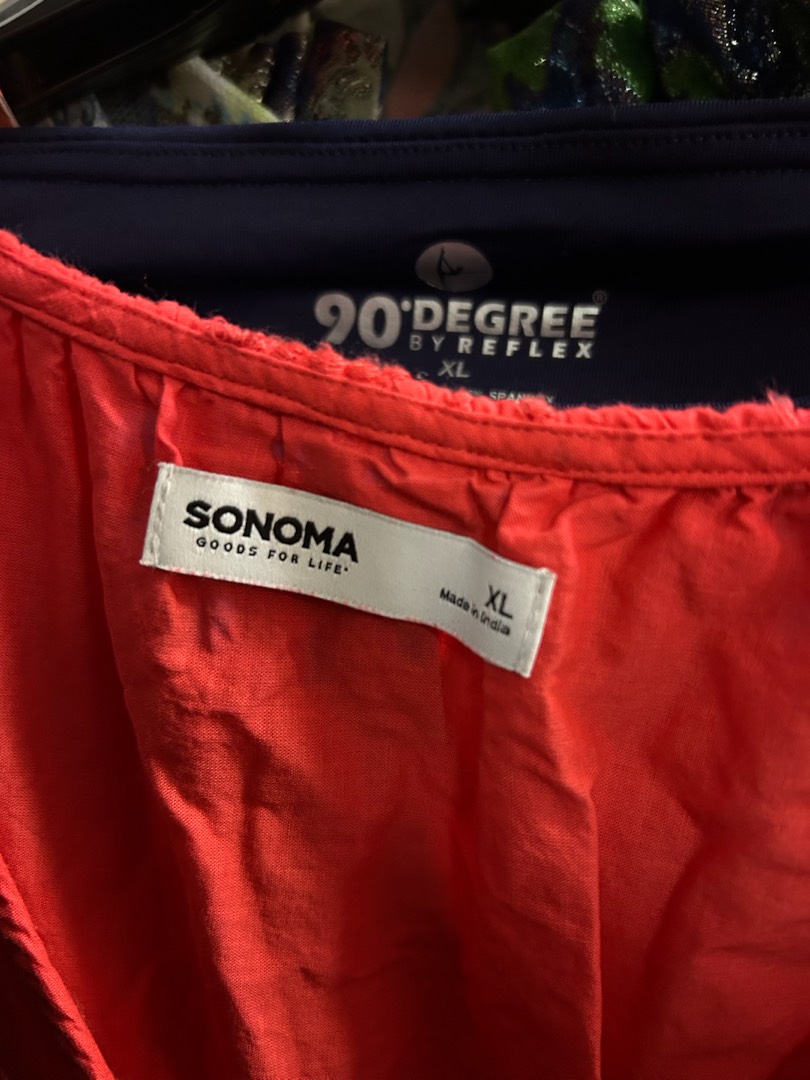 90°DEGREE®
BY REFLEX
XL
SONOMA
GOODS FOR LIFE
XL
Made in India